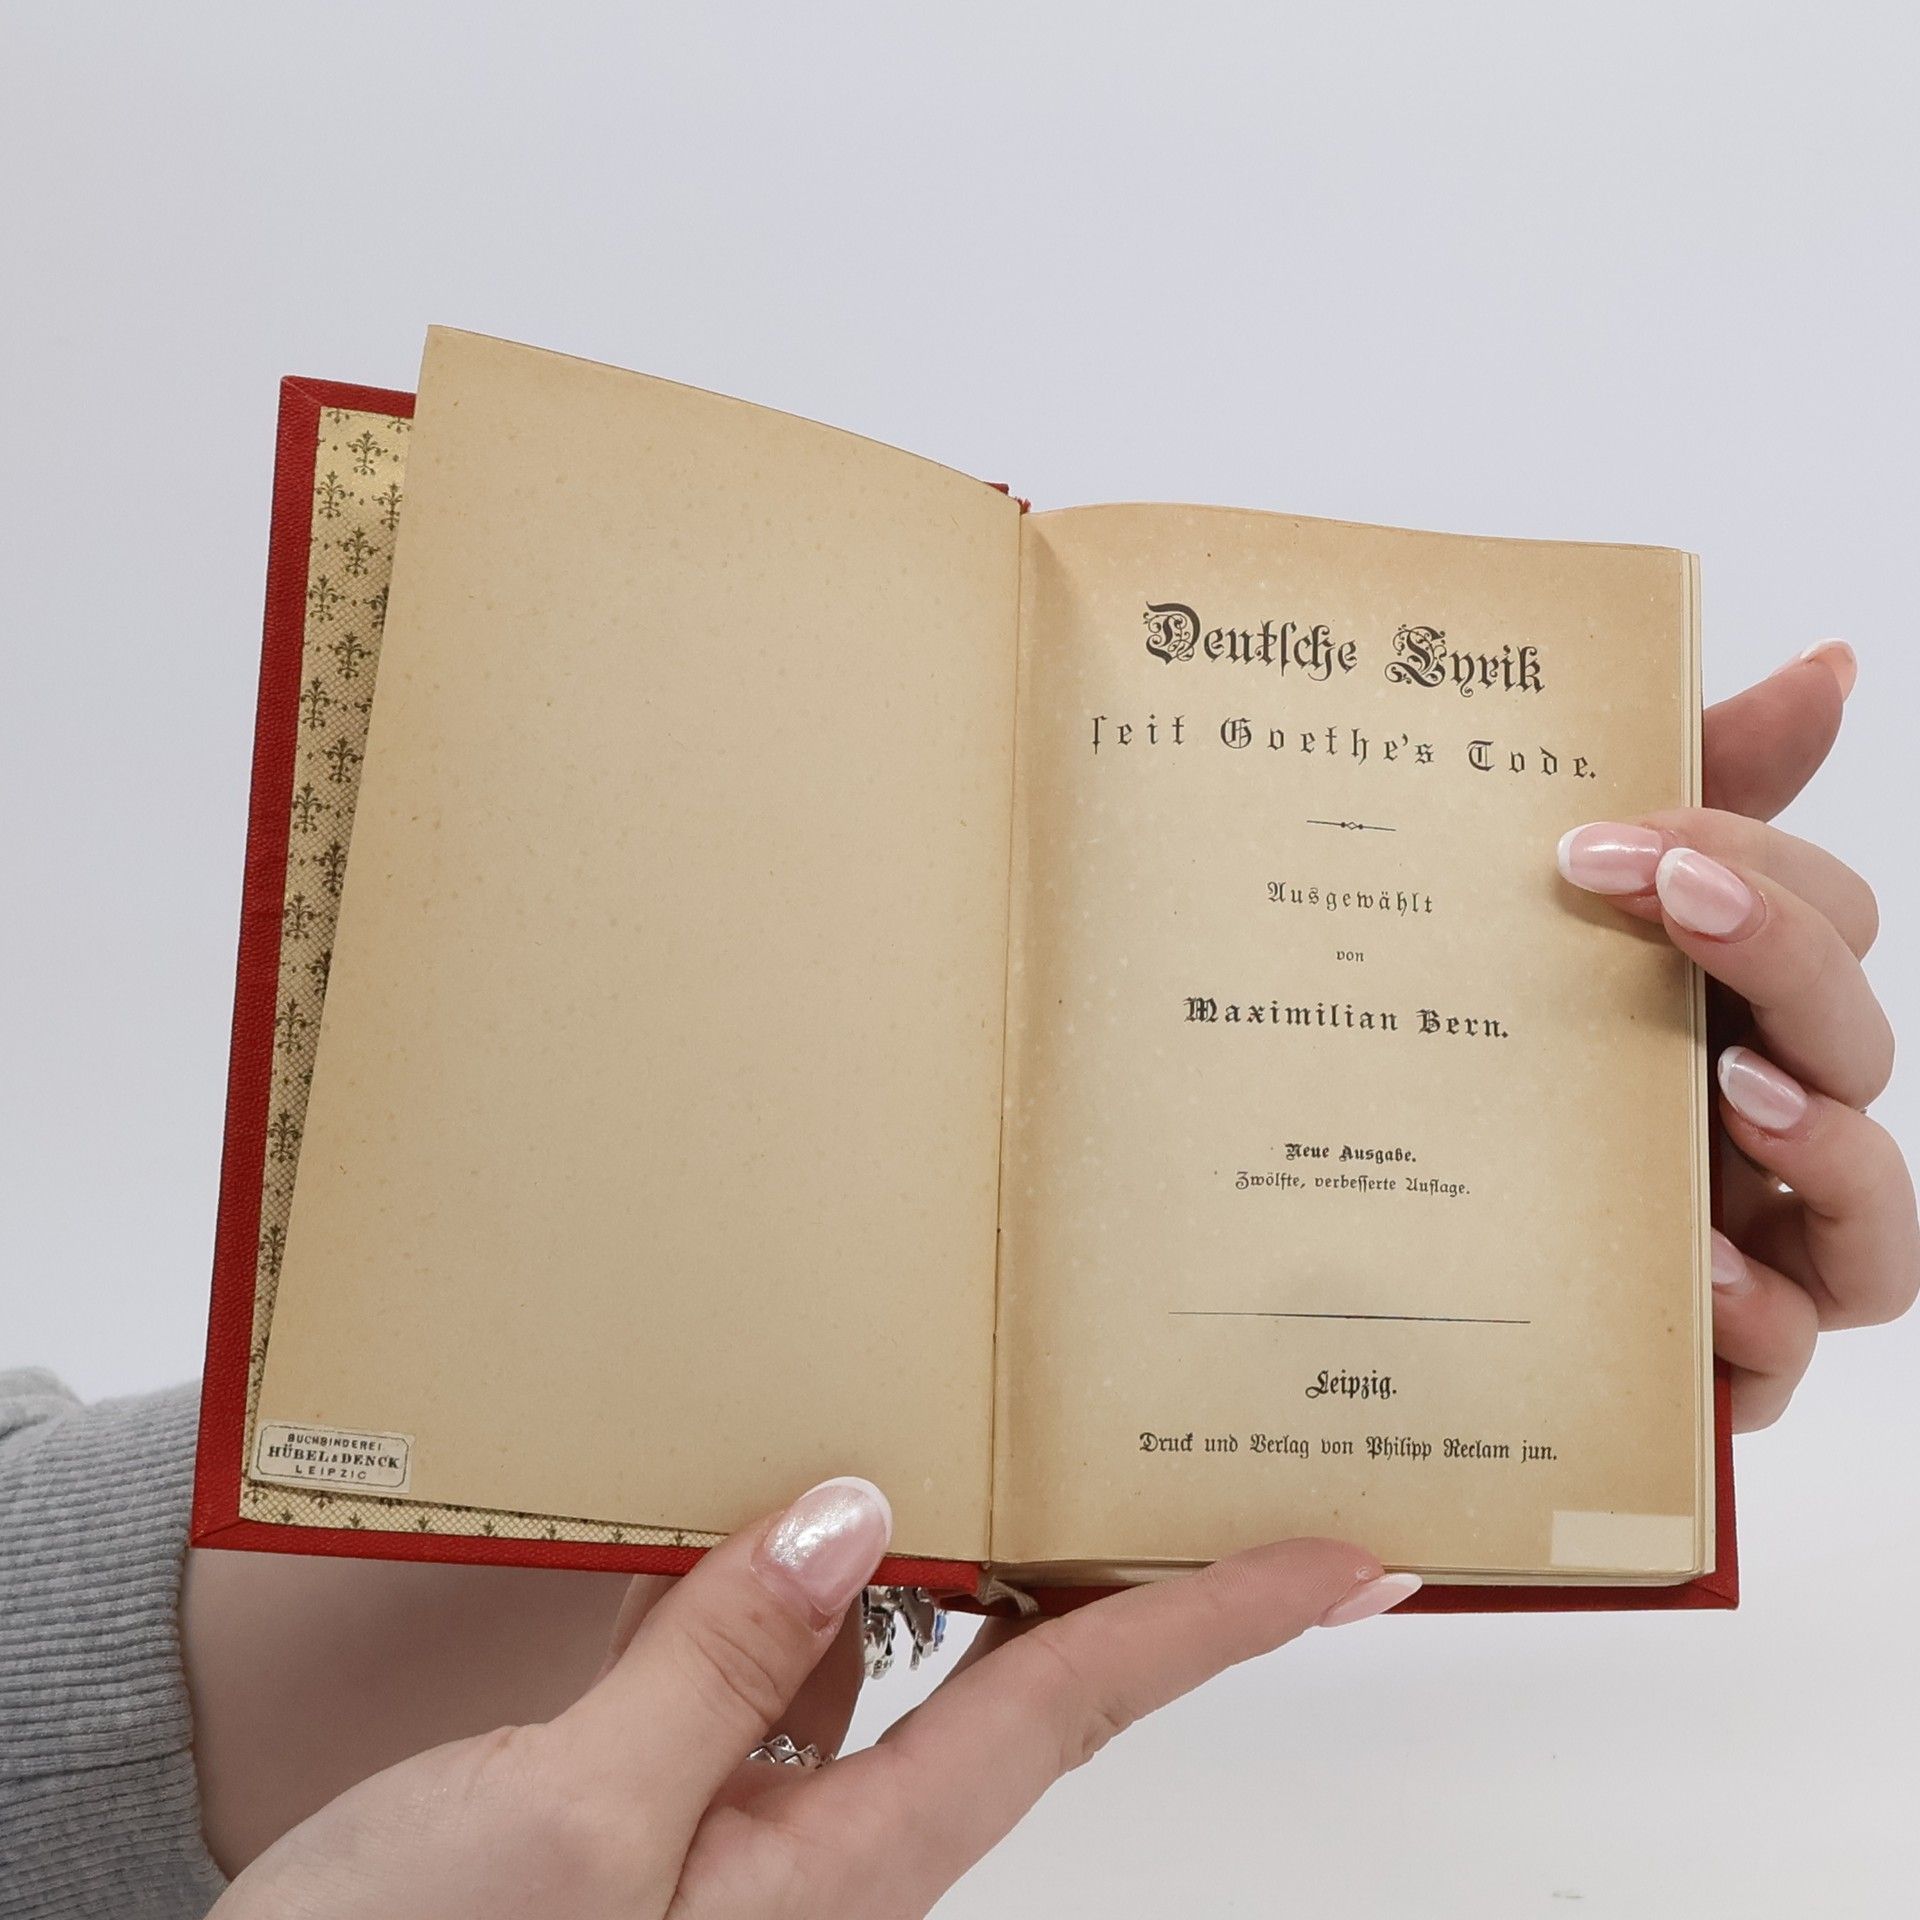 BUCHBINDEREI
HÜBEL & DENCK
LEIPZIG
Deutſche Lyrik
ſeit Goethe's Tode.
Ausgewählt
von
Maximilian Bern.
Neue Ausgabe.
Zwölfte, verbeſſerte Auflage.
Leipzig.
Druck und Verlag von Philipp Reclam jun.